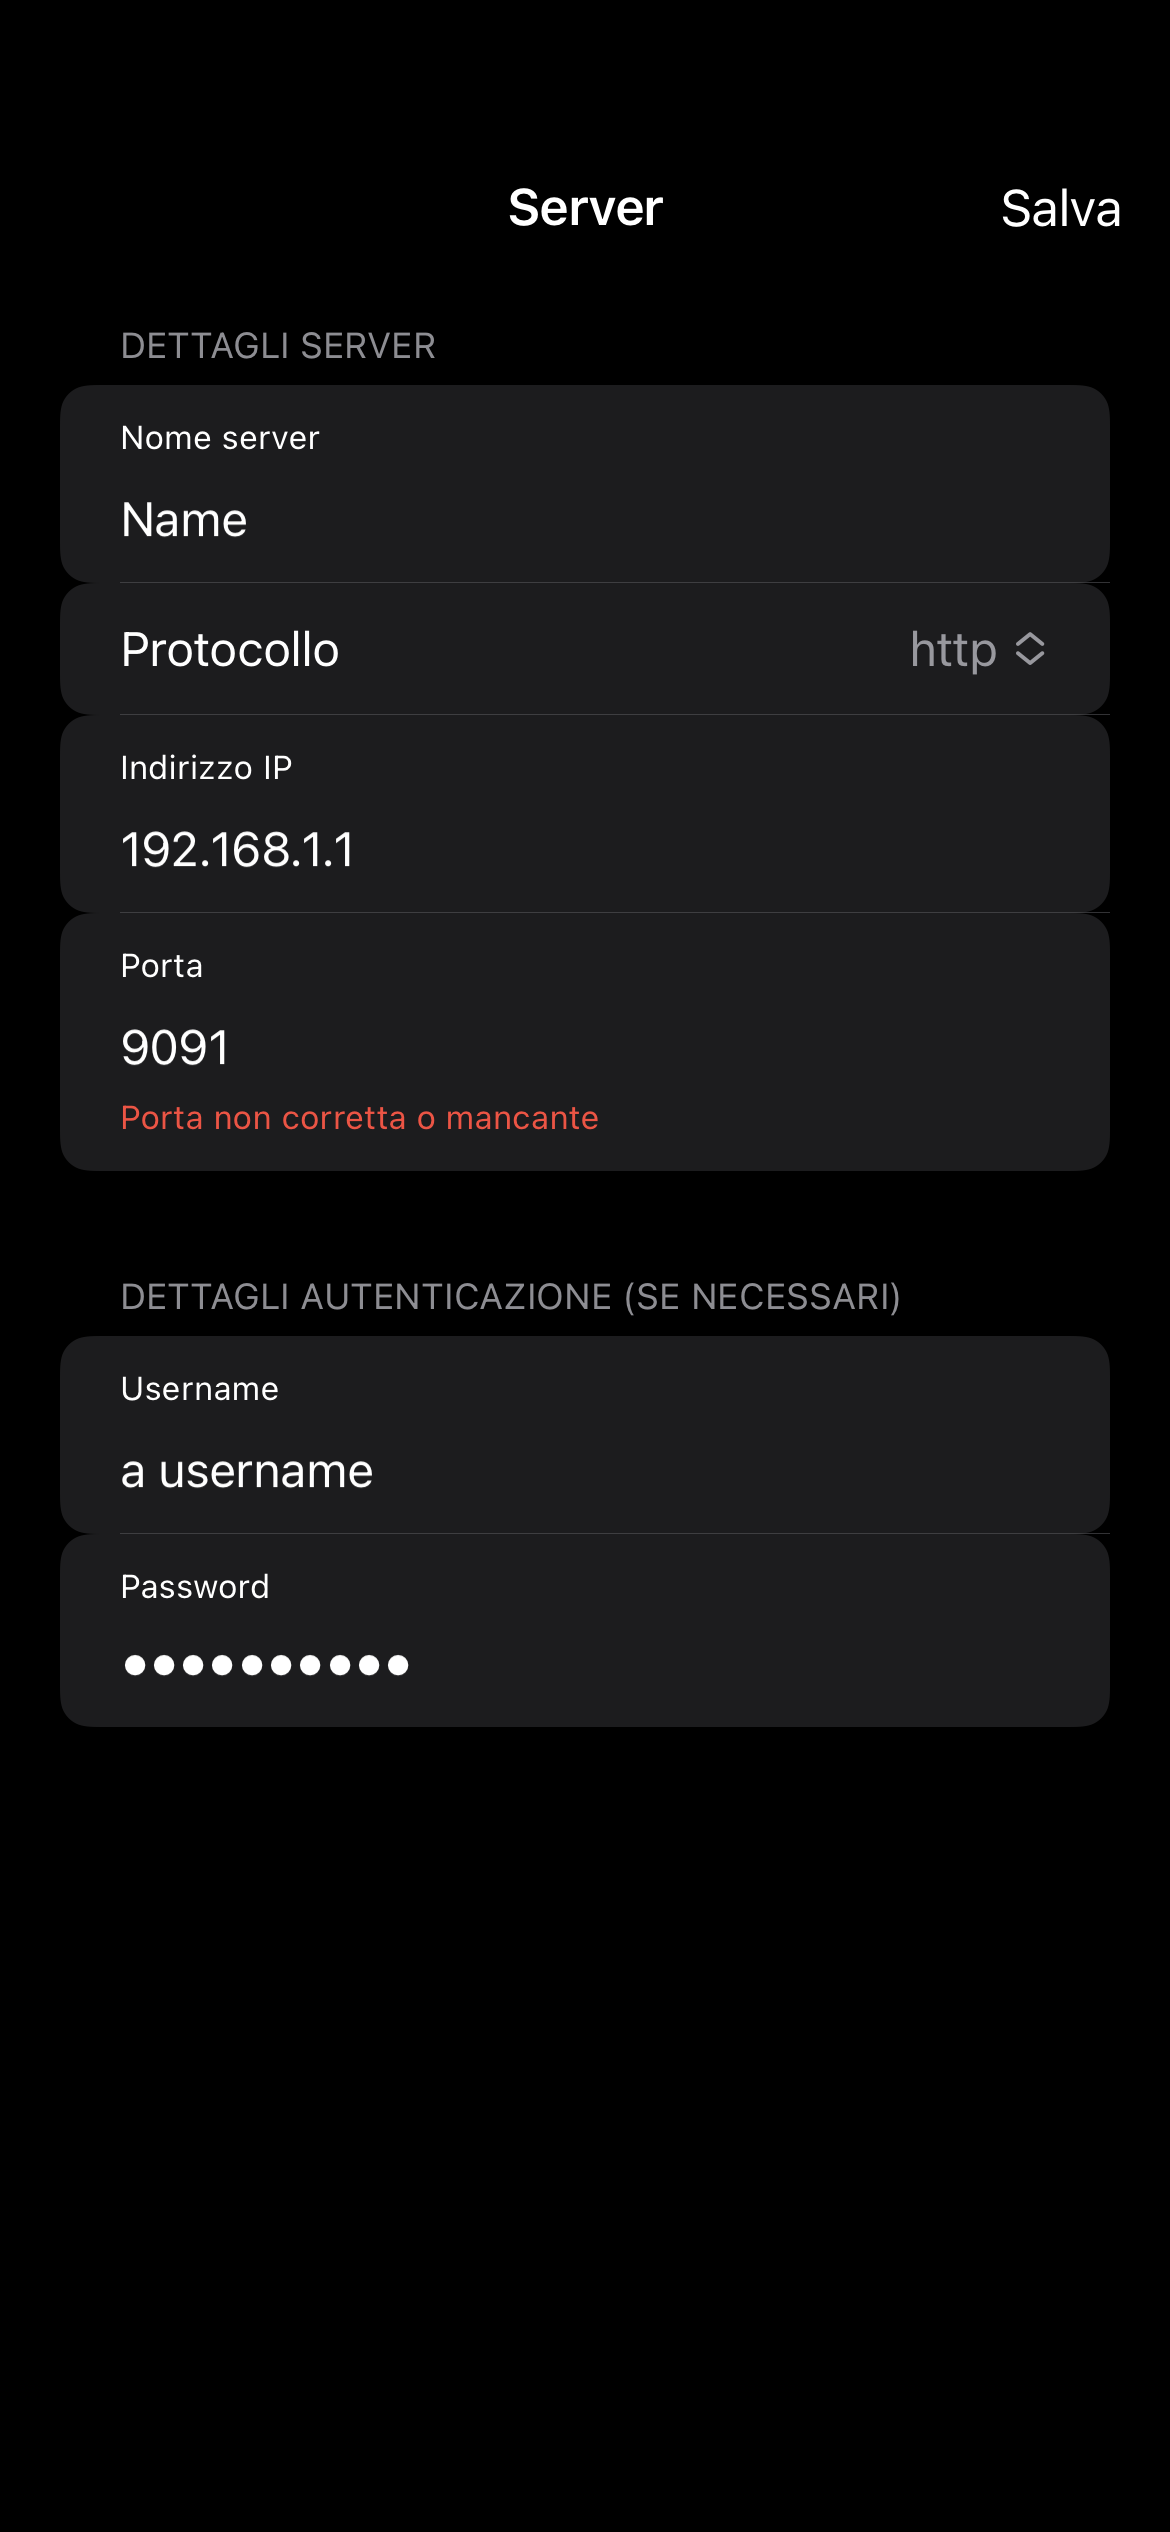 Server
Salva
DETTAGLI SERVER
Nome server
Name
Protocollo
http
Indirizzo IP
192.168.1.1
Porta
9091
Porta non corretta o mancante
DETTAGLI AUTENTICAZIONE (SE NECESSARI)
Username
a username
Password
••••••••••